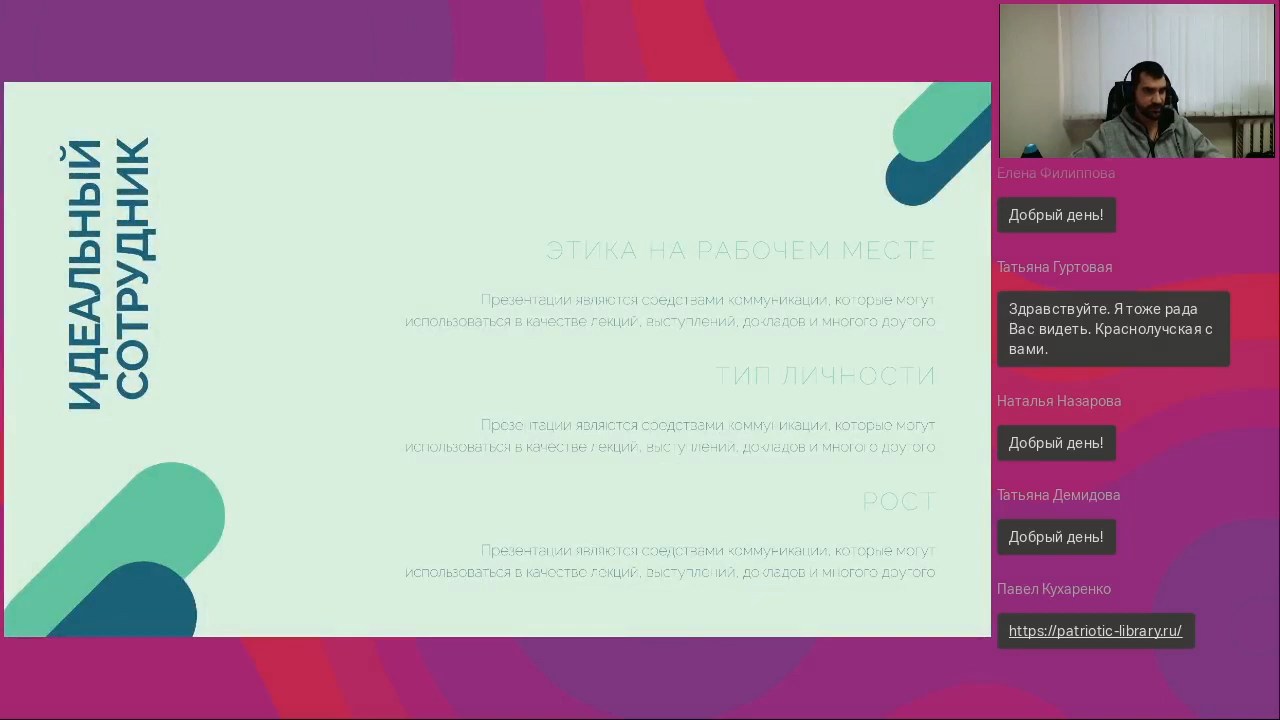 ИДЕАЛЬНЫЙ
СОТРУДНИК
ЭТИКА НА РАБОЧЕМ МЕСТЕ
Презентации являются средствами коммуникации, которые могут
использоваться в качестве лекций, выступлений, докладов и многого другого
ТИП ЛИЧНОСТИ
Презентации являются средствами коммуникации, которые могут
использоваться в качестве лекций, выступлений, докладов и многого другого
РОСТ
Презентации являются средствами коммуникации, которые могут
использоваться в качестве лекций, выступлений, докладов и многого другого
Елена Филиппова
Добрый день!
Татьяна Гуртовая
Здравствуйте. Я тоже рада
Вас видеть. Краснолучская с
вами.
Наталья Назарова
Добрый день!
Татьяна Демидова
Добрый день!
Павел Кухаренко
https://patriotic-library.ru/